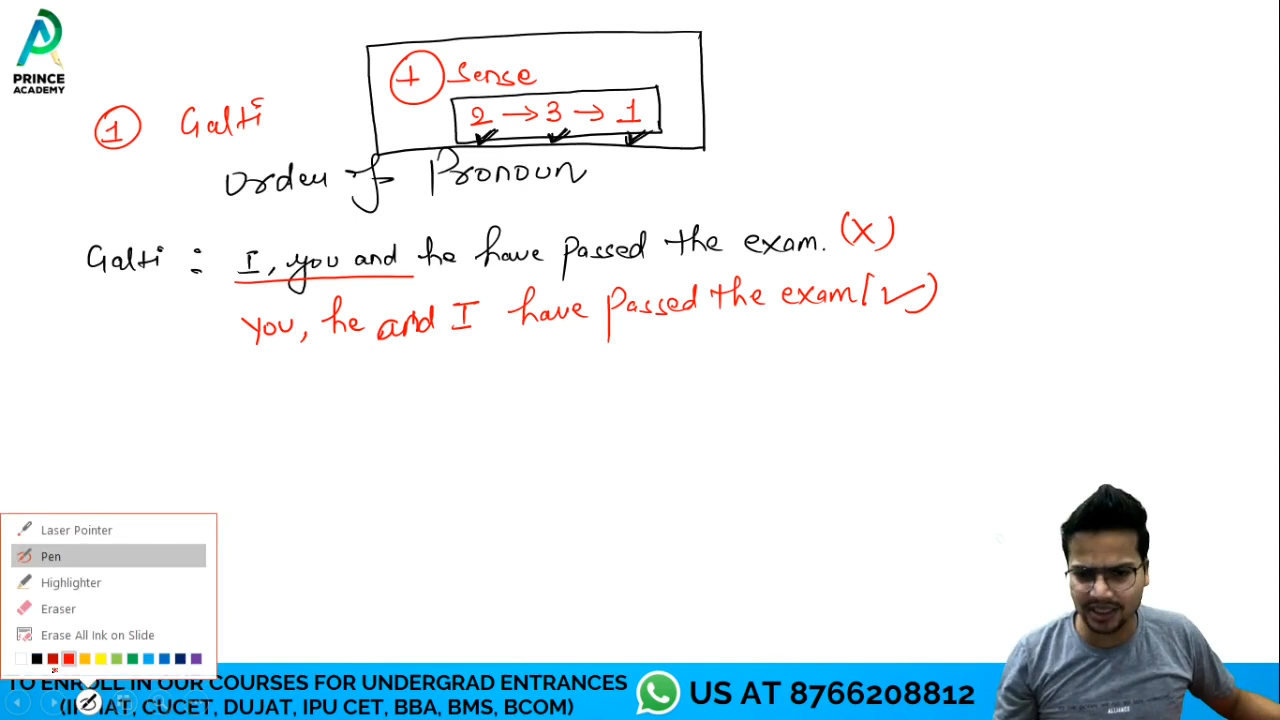 PRINCE
ACADEMY
+ Sense
2 → 3 → 1
1 Galti
Order of Pronoun
Galti : I, you and he have passed the exam. (X)
You, he and I have passed the exam (✓)
Laser Pointer
Pen
Highlighter
Eraser
Erase All Ink on Slide
TO ENROLL IN OUR COURSES FOR UNDERGRAD ENTRANCES
CUCET, DUJAT, IPU CET, BBA, BMS, BCOM)
US AT 8766208812
ALLIANCE